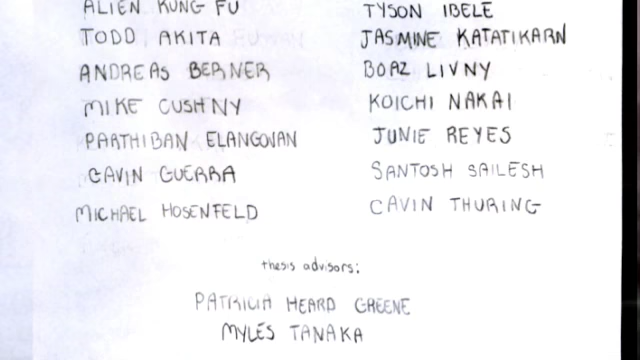 ALIEN KUNG FU
TODD AKITA
ANDREAS BERNER
MIKE CUSHNY
PARTHIBAN ELANGOVAN
GAVIN GUERRA
MICHAEL HOSENFELD
TYSON IBELE
JASMINE KATATIKARN
BOAZ LIVNY
KOICHI NAKAI
JUNIE REYES
SANTOSH SAILESH
CAVIN THURING
thesis advisors:
PATRICIA HEARD GREENE
MYLES TANAKA